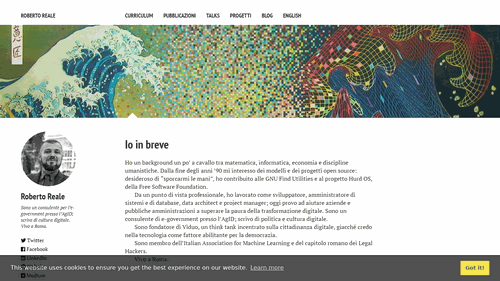 ROBERTO REALE
CURRICULUM PUBBLICAZIONI TALKS PROGETTI BLOG ENGLISH
Io in breve
Ho un background un po' a cavallo tra matematica, informatica, economia e discipline
umanistiche. Dalla fine degli anni '90 mi interesso dei modelli e dei progetti open source:
desideroso di "sporcarmi le mani", ho contribuito alle GNU Find Utilities e al progetto Hurd OS,
della Free Software Foundation.
Da un punto di vista professionale, ho lavorato come sviluppatore, amministratore di
sistemi e di database, data architect e project manager; oggi provo ad aiutare aziende e
pubbliche amministrazioni a superare la paura della trasformazione digitale. Sono un
consulente di e-government presso l'AgID; scrivo di politica e cultura digitale.
Sono fondatore di Viduo, un think tank incentrato sulla cittadinanza digitale, giacché credo
nella tecnologia come fattore abilitante per la democrazia.
Sono membro dell'Italian Association for Machine Learning e del capitolo romano dei Legal
Hackers.
Vivo a Roma.
Roberto Reale
Sono un consulente per l'e-
government presso l'AgID;
scrivo di cultura digitale.
Vivo a Roma.
Twitter
Facebook
LinkedIn
Medium
This website uses cookies to ensure you get the best experience on our website. Learn more
Got it!